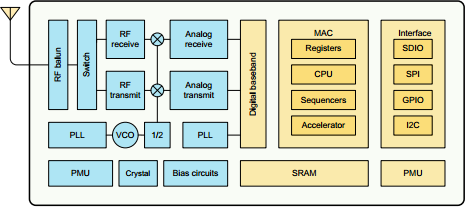 RF balun
Switch
RF
receive
RF
transmit
Analog
receive
Analog
transmit
PLL
VCO
1/2
PLL
Digital baseband
MAC
Registers
CPU
Sequencers
Accelerator
Interface
SDIO
SPI
GPIO
I2C
PMU
Crystal
Bias circuits
SRAM
PMU